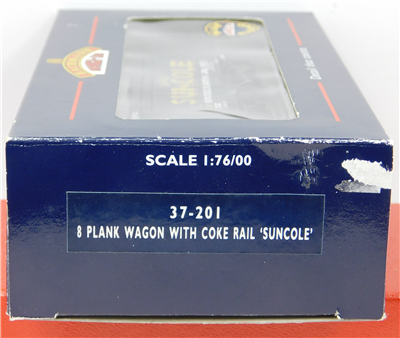 SUNCOLE
SCALE 1:76/00
37-201
8 PLANK WAGON WITH COKE RAIL 'SUNCOLE'